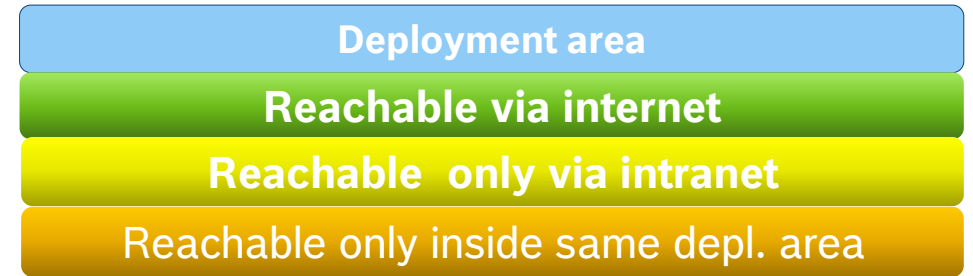 Deployment area
Reachable via internet
Reachable  only via intranet
Reachable only inside same depl. area